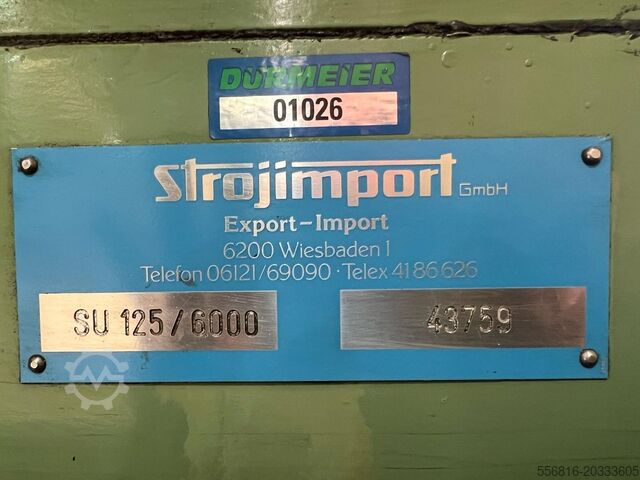 DÜRMEIER
01026
Strojimport GmbH
Export-Import
6200 Wiesbaden 1
Telefon 06121/69090 · Telex 4186626
SU 125/6000
43759
556816-20333605